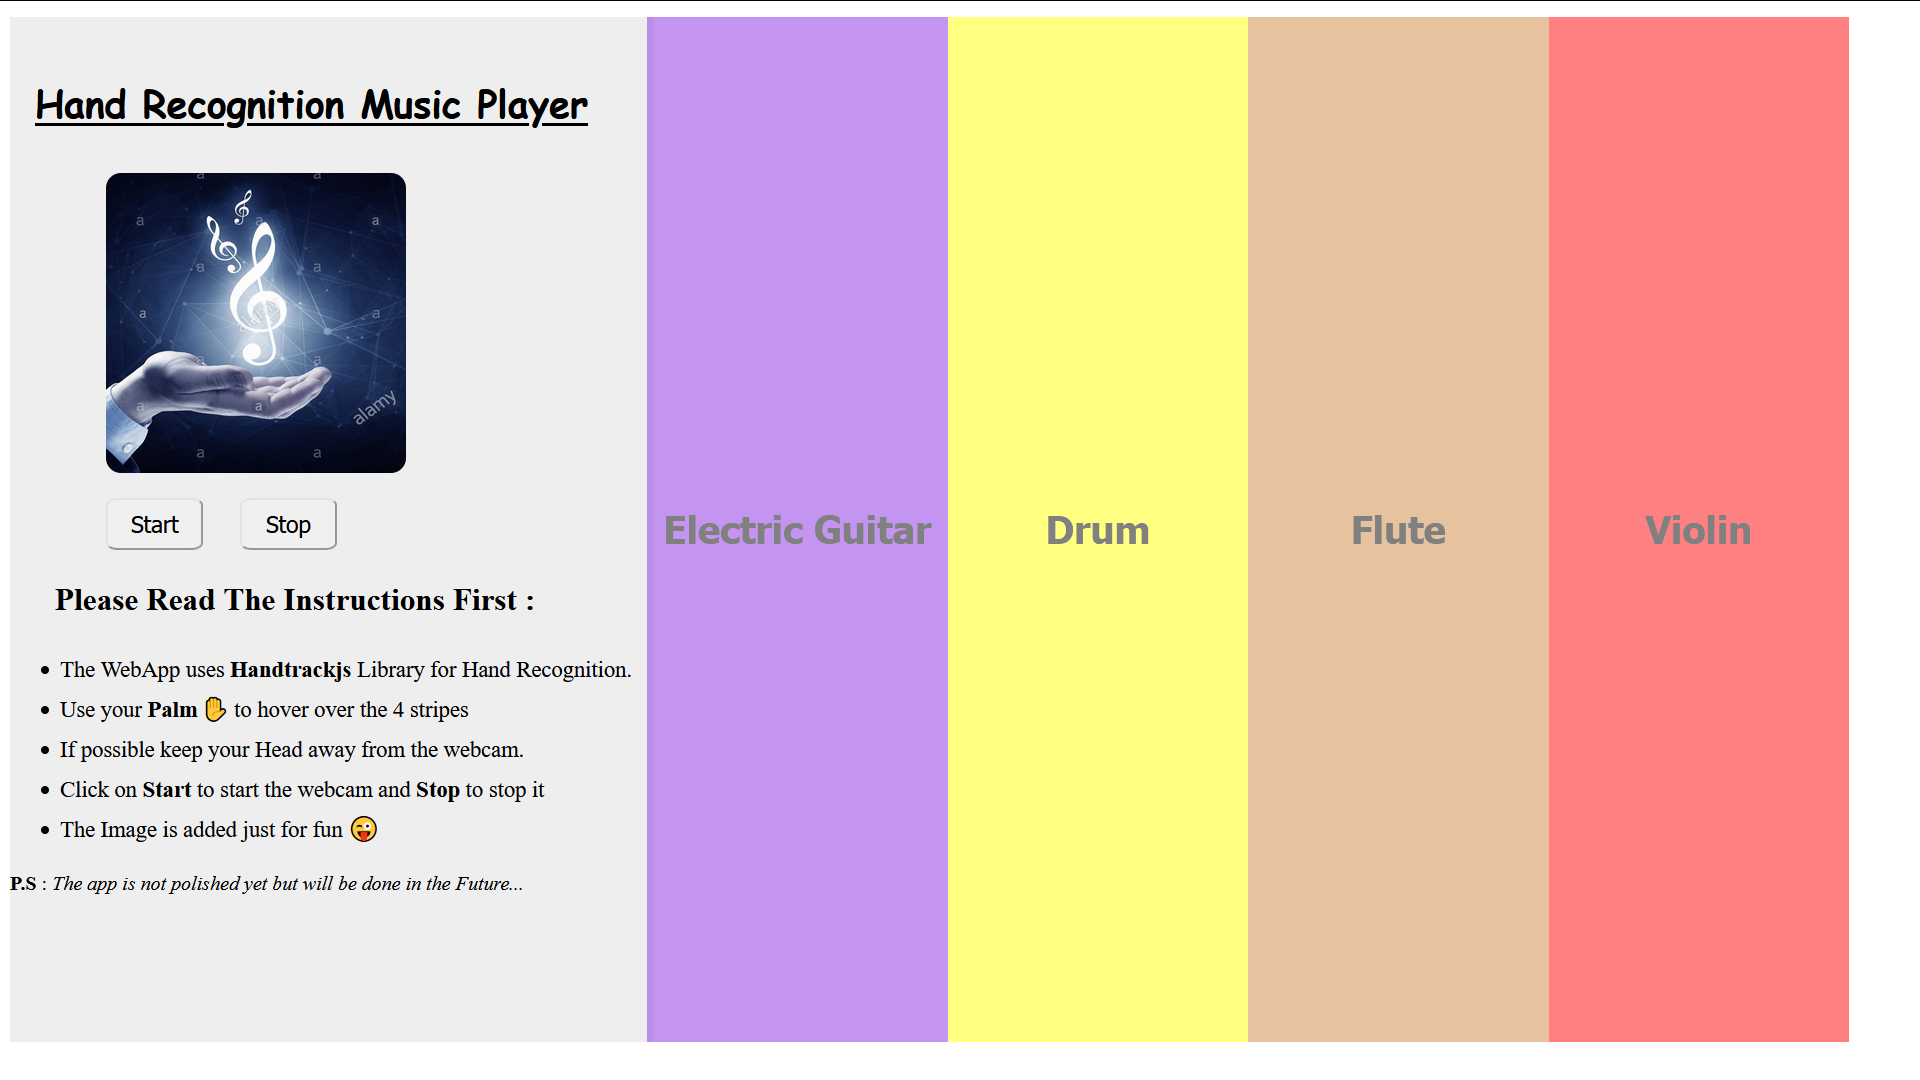 Hand Recognition Music Player
a a
a a a
a a
a a
a a
a a
alamy
a a
Start Stop
Electric Guitar Drum Flute Violin
Please Read The Instructions First :
The WebApp uses Handtrackjs Library for Hand Recognition.
Use your Palm ✋ to hover over the 4 stripes
If possible keep your Head away from the webcam.
Click on Start to start the webcam and Stop to stop it
The Image is added just for fun 😜
P.S : The app is not polished yet but will be done in the Future...